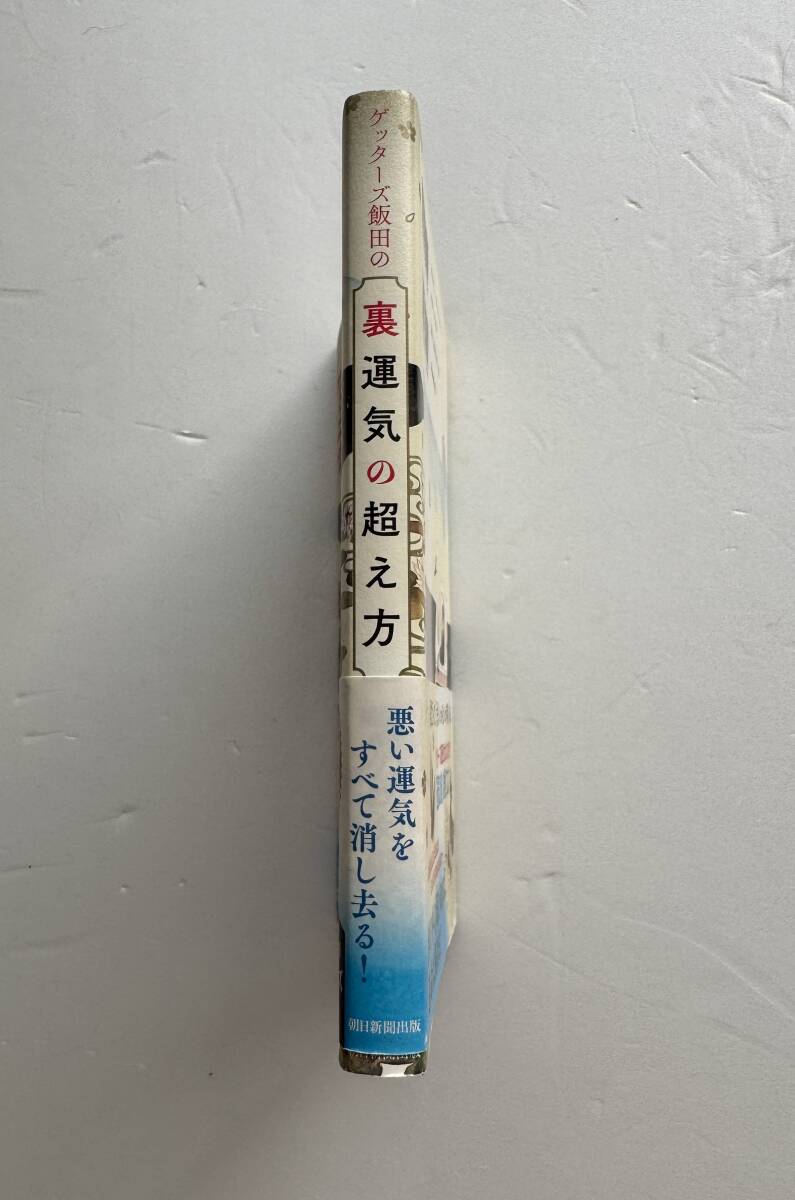 ゲッターズ飯田の
裏運気の超え方
悪い運気を
すべて消し去る!
朝日新聞出版